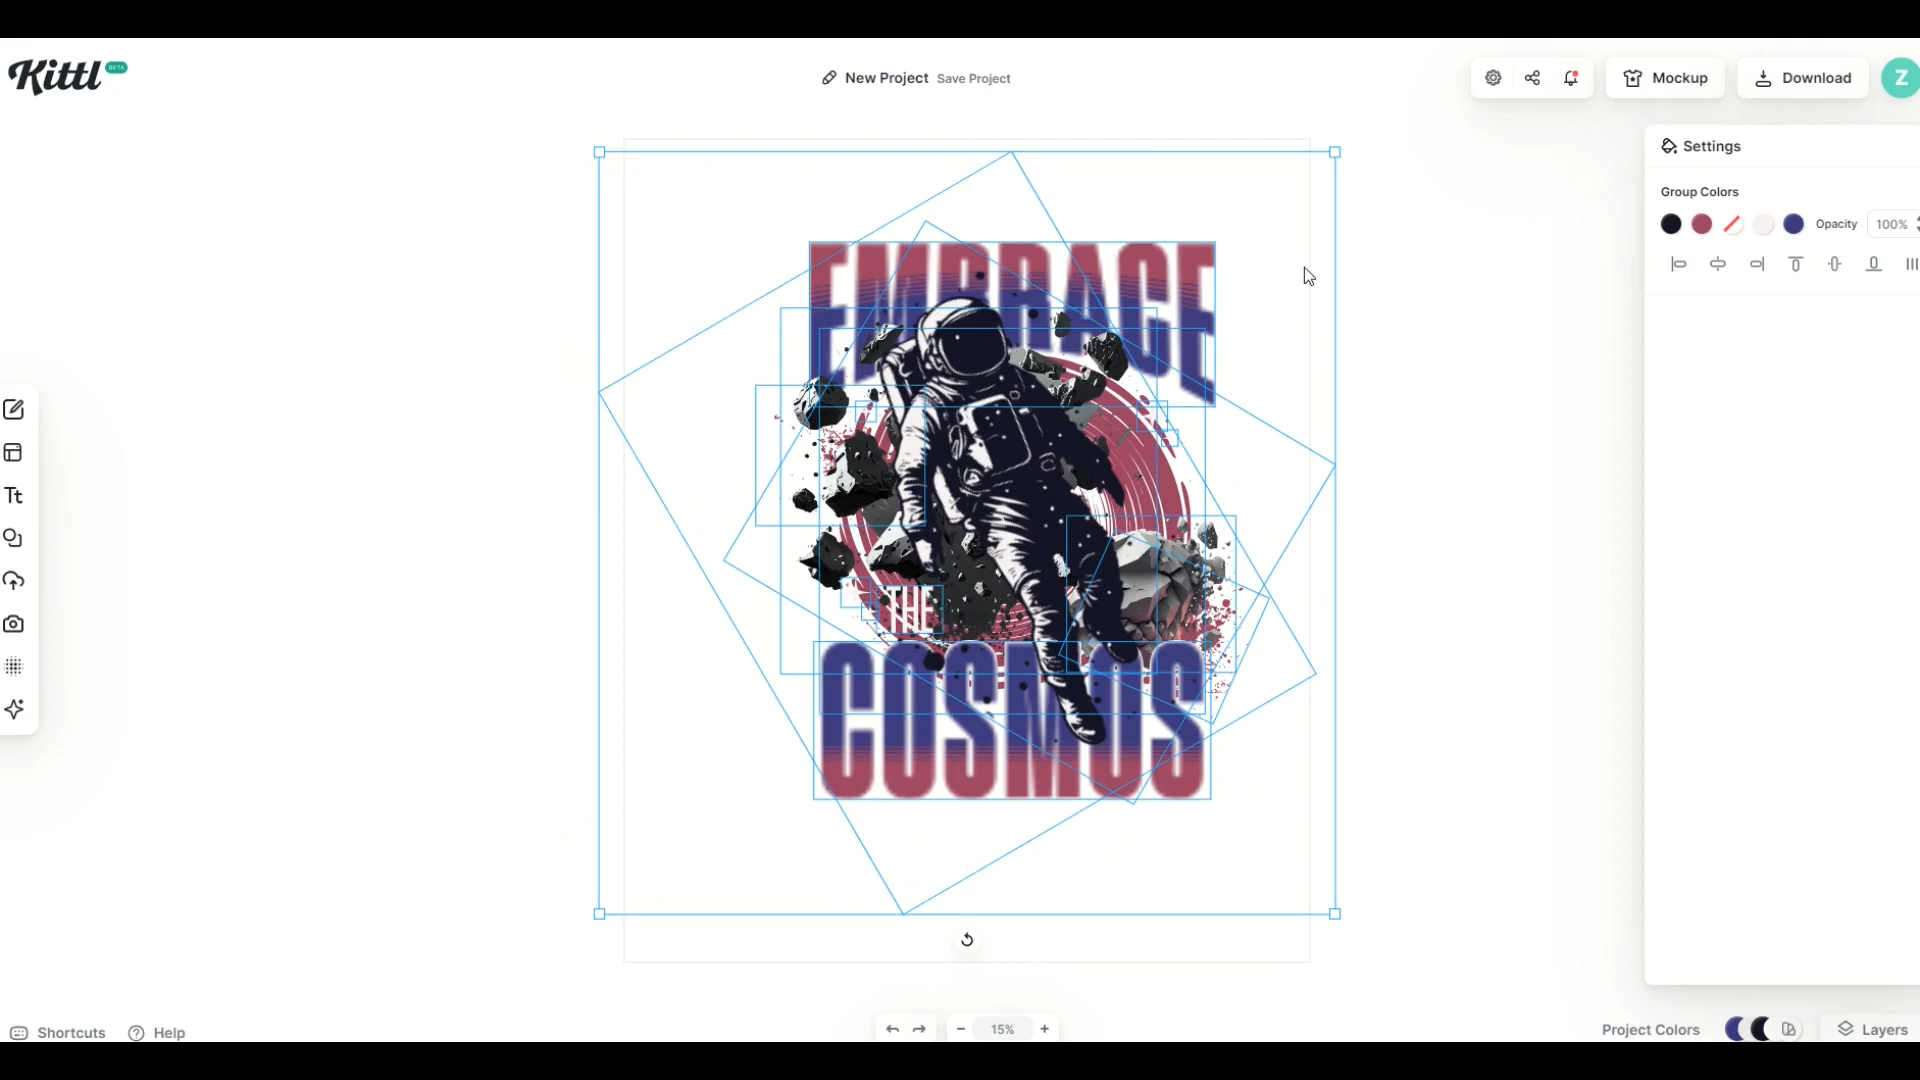 Kittl BETA
New Project Save Project
Mockup
Download
Z
Settings
Group Colors
Opacity 100%
EMBRACE
THE
COSMOS
Tt
Shortcuts
Help
15%
Project Colors
Layers